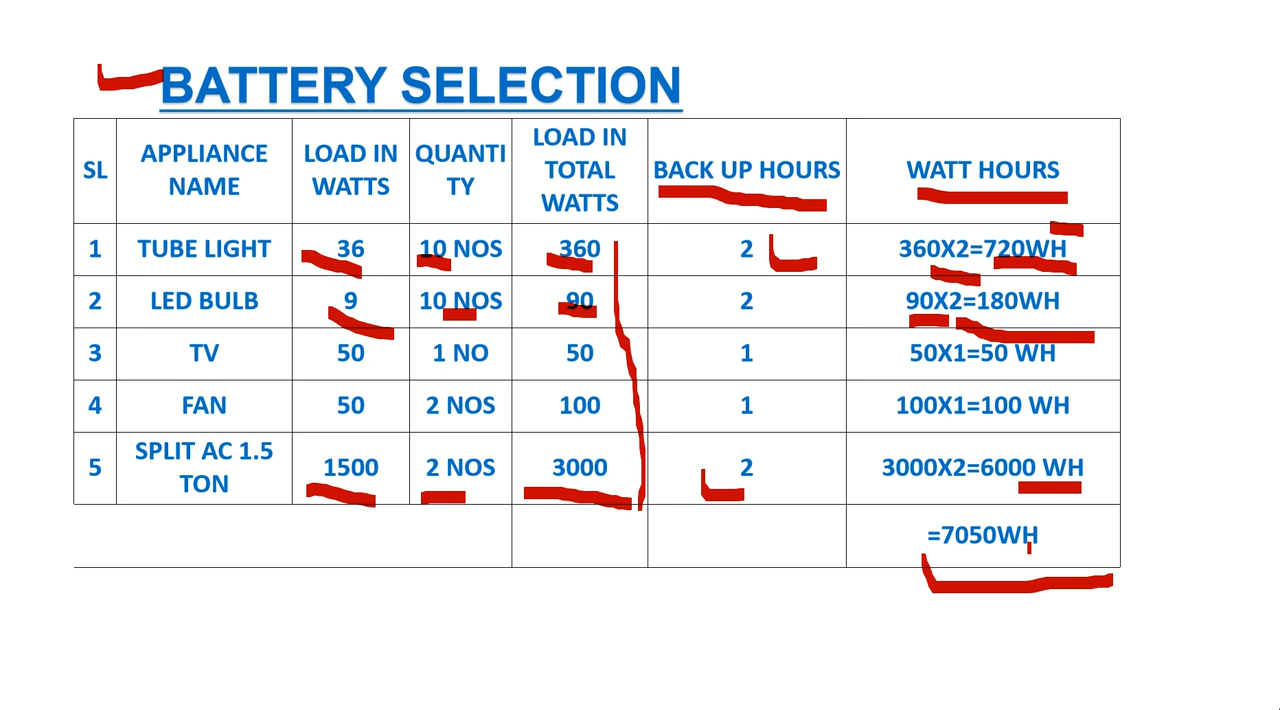 BATTERY SELECTION
SL APPLIANCE NAME LOAD IN WATTS QUANTI TY LOAD IN TOTAL WATTS BACK UP HOURS WATT HOURS
1 TUBE LIGHT 36 10 NOS 360 2 360X2=720WH
2 LED BULB 9 10 NOS 90 2 90X2=180WH
3 TV 50 1 NO 50 1 50X1=50 WH
4 FAN 50 2 NOS 100 1 100X1=100 WH
5 SPLIT AC 1.5 TON 1500 2 NOS 3000 2 3000X2=6000 WH
=7050WH